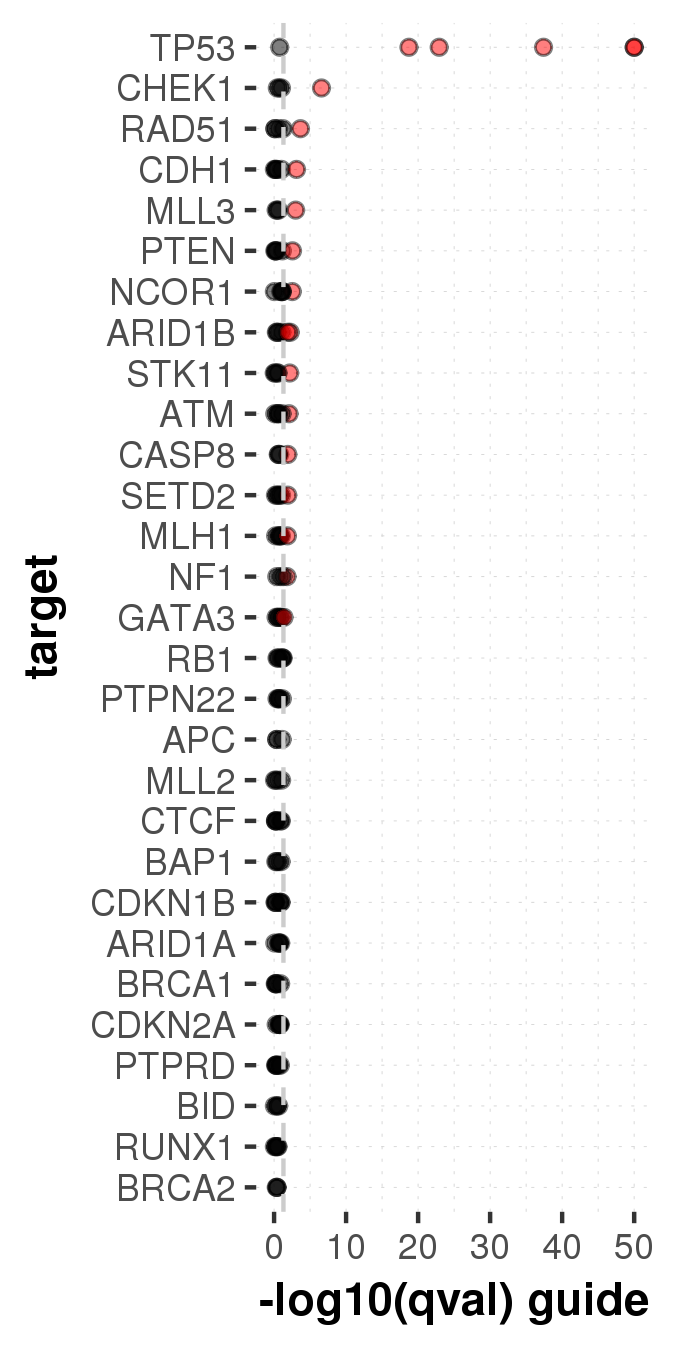 TP53
CHEK1
RAD51
CDH1
MLL3
PTEN
NCOR1
ARID1B
STK11
ATM
CASP8
SETD2
MLH1
NF1
GATA3
RB1
PTPN22
APC
MLL2
CTCF
BAP1
CDKN1B
ARID1A
BRCA1
CDKN2A
PTPRD
BID
RUNX1
BRCA2
target
0 10 20 30 40 50
-log10(qval) guide